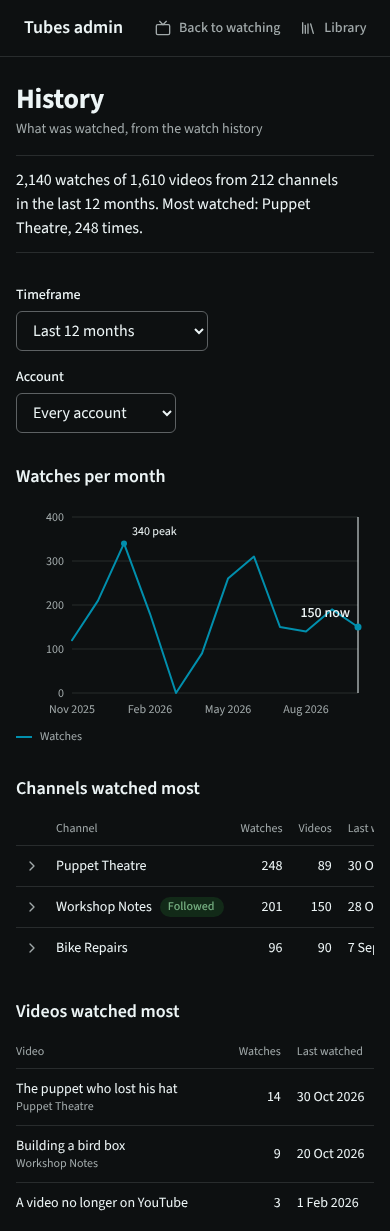 Tubes admin Back to watching Library
History
What was watched, from the watch history
2,140 watches of 1,610 videos from 212 channels
in the last 12 months. Most watched: Puppet
Theatre, 248 times.
Timeframe
Last 12 months
Account
Every account
Watches per month
400
340 peak
300
200
150 now
100
0
Nov 2025 Feb 2026 May 2026 Aug 2026
Watches
Channels watched most
Channel Watches Videos Last
Puppet Theatre 248 89 30 O
Workshop Notes Followed 201 150 28 O
Bike Repairs 96 90 7 Se
Videos watched most
Video Watches Last watched
The puppet who lost his hat 14 30 Oct 2026
Puppet Theatre
Building a bird box 9 20 Oct 2026
Workshop Notes
A video no longer on YouTube 3 1 Feb 2026